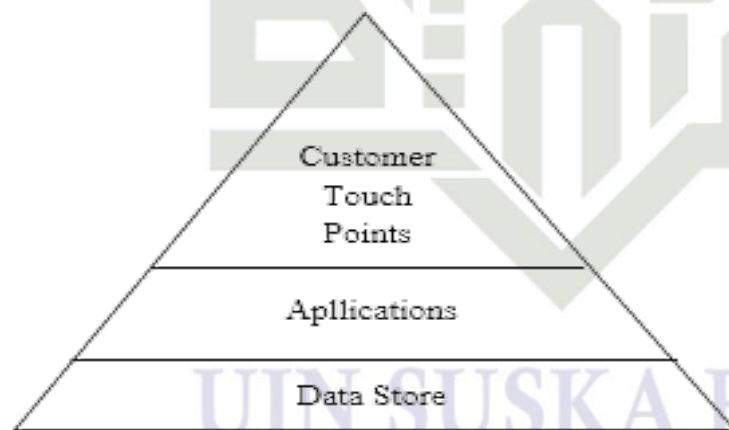 Customer
Touch
Points
Apllications
Data Store
UIN SUSKA